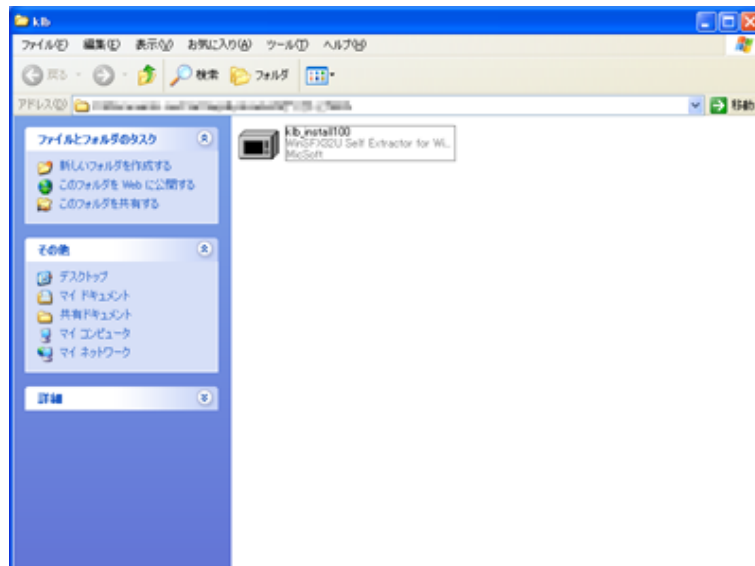 klb
ファイル(F) 編集(E) 表示(V) お気に入り(A) ツール(T) ヘルプ(H)
戻る 検索 フォルダ
アドレス(D) 移動
ファイルとフォルダのタスク
新しいフォルダを作成する
このフォルダを Web に公開する
このフォルダを共有する
その他
デスクトップ
マイ ドキュメント
共有ドキュメント
マイ コンピュータ
マイ ネットワーク
詳細
klb_install100
WinSFX32U Self Extractor for Wi...
MicSoft